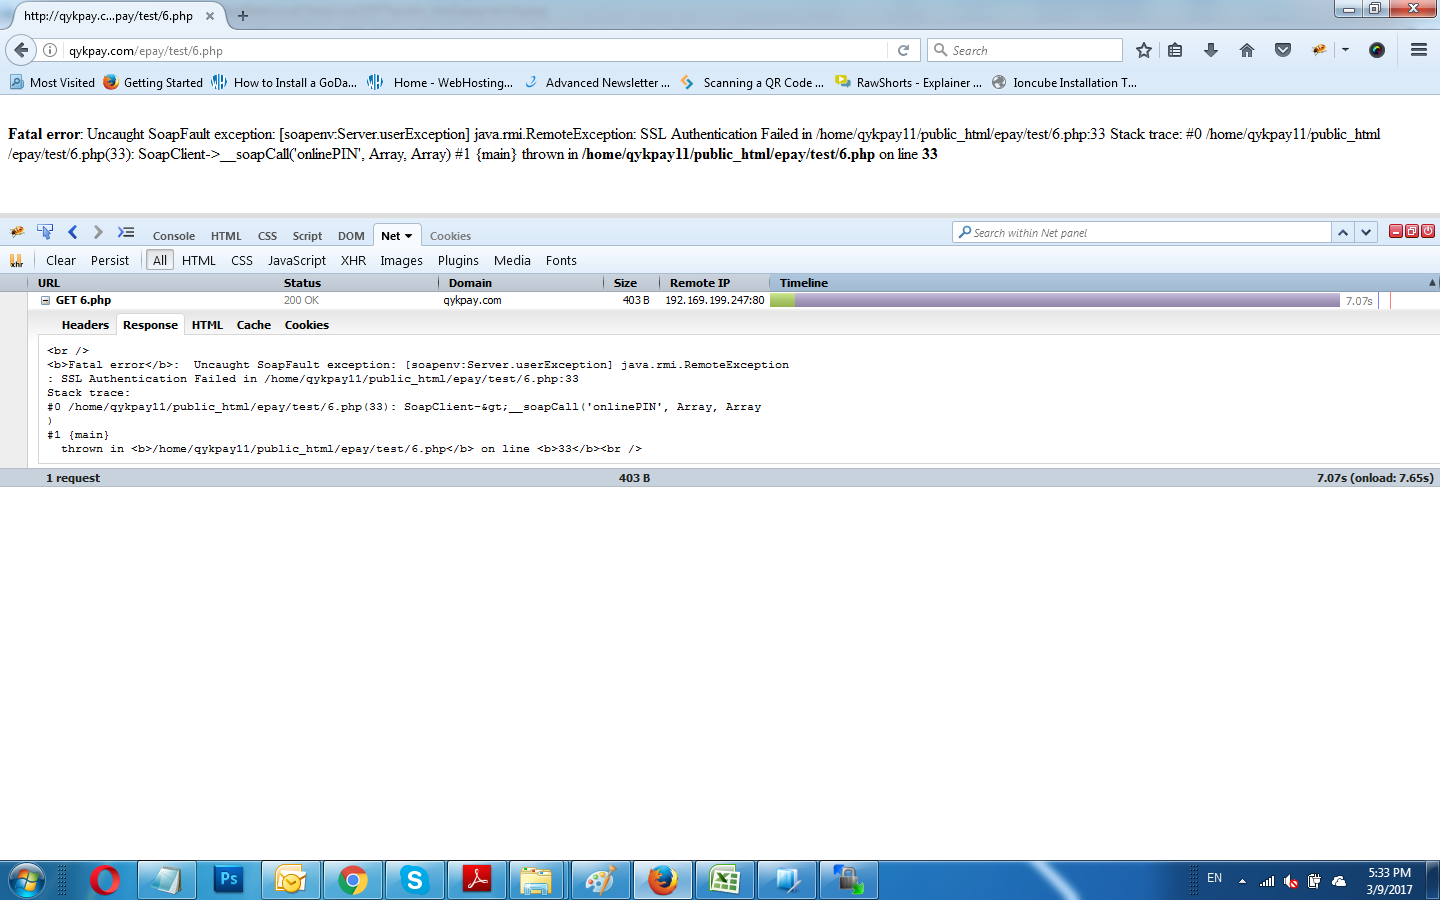 http://qykpay.c...pay/test/6.php
qykpay.com/epay/test/6.php
Search
Most Visited Getting Started How to Install a GoDa... Home - WebHosting... Advanced Newsletter ... Scanning a QR Code ... RawShorts - Explainer ... Ioncube Installation T...
Fatal error: Uncaught SoapFault exception: [soapenv:Server.userException] java.rmi.RemoteException: SSL Authentication Failed in /home/qykpay11/public_html/epay/test/6.php:33 Stack trace: #0 /home/qykpay11/public_html
/epay/test/6.php(33): SoapClient->__soapCall('onlinePIN', Array, Array) #1 {main} thrown in /home/qykpay11/public_html/epay/test/6.php on line 33
Console HTML CSS Script DOM Net Cookies
Search within Net panel
xhr Clear Persist All HTML CSS JavaScript XHR Images Plugins Media Fonts
URL Status Domain Size Remote IP Timeline
GET 6.php 200 OK qykpay.com 403 B 192.169.199.247:80 7.07s
Headers Response HTML Cache Cookies
<br />
<b>Fatal error</b>:  Uncaught SoapFault exception: [soapenv:Server.userException] java.rmi.RemoteException
: SSL Authentication Failed in /home/qykpay11/public_html/epay/test/6.php:33
Stack trace:
#0 /home/qykpay11/public_html/epay/test/6.php(33): SoapClient-&gt;__soapCall('onlinePIN', Array, Array
)
#1 {main}
  thrown in <b>/home/qykpay11/public_html/epay/test/6.php</b> on line <b>33</b><br />
1 request 403 B 7.07s (onload: 7.65s)
Ps
S
EN
5:33 PM
3/9/2017